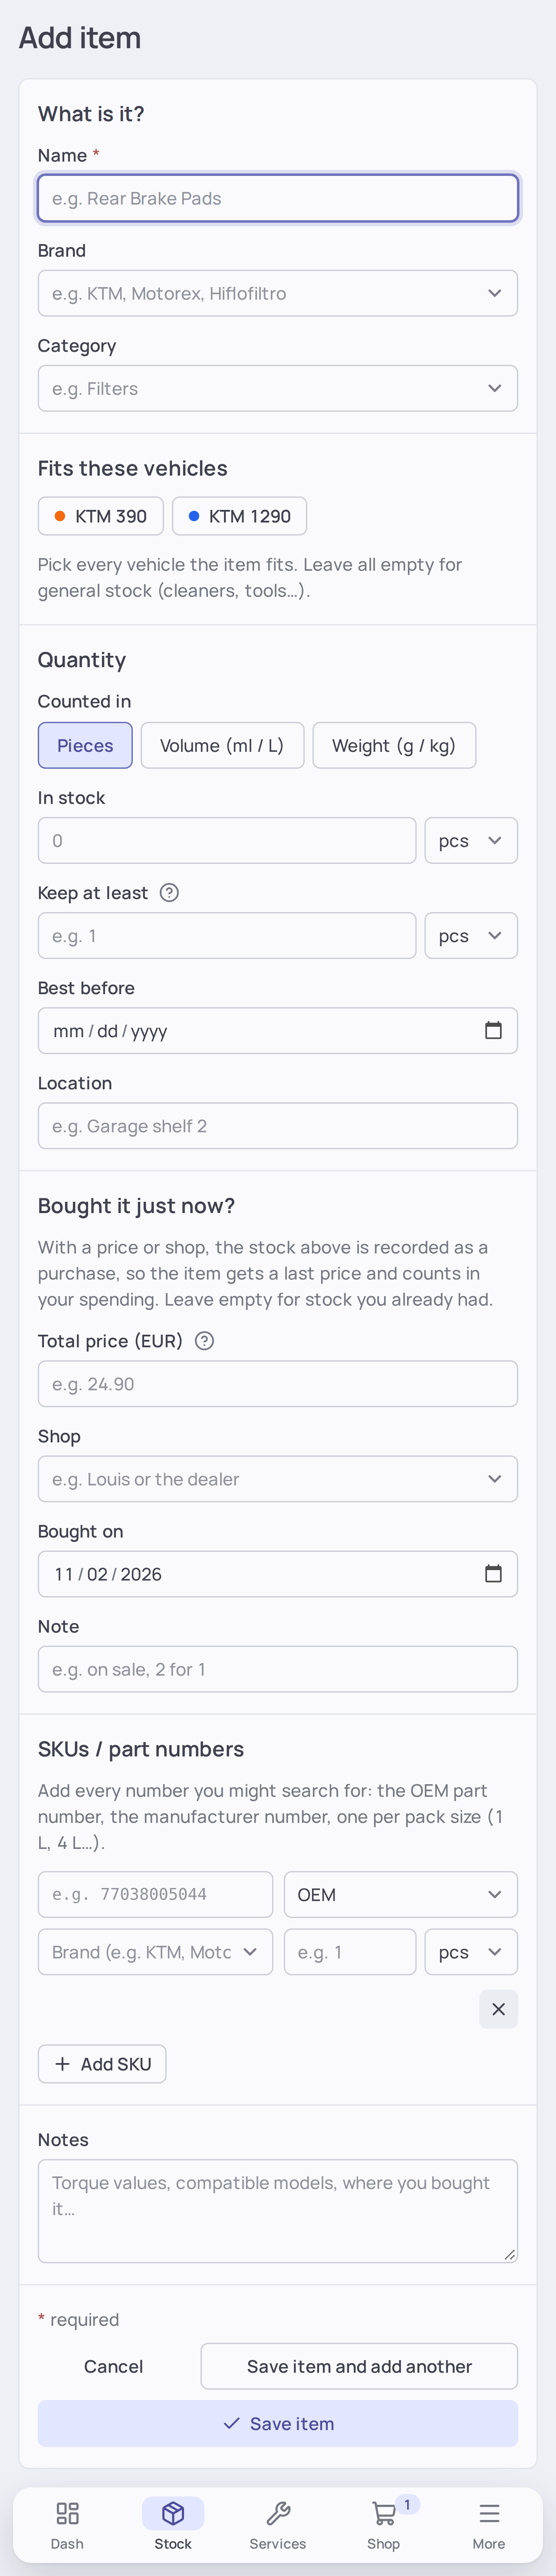 Add item
What is it?
Name *
e.g. Rear Brake Pads
Brand
e.g. KTM, Motorex, Hiflofiltro
Category
e.g. Filters
Fits these vehicles
KTM 390 KTM 1290
Pick every vehicle the item fits. Leave all empty for
general stock (cleaners, tools…).
Quantity
Counted in
Pieces Volume (ml / L) Weight (g / kg)
In stock
0 pcs
Keep at least ?
e.g. 1 pcs
Best before
mm / dd / yyyy
Location
e.g. Garage shelf 2
Bought it just now?
With a price or shop, the stock above is recorded as a
purchase, so the item gets a last price and counts in
your spending. Leave empty for stock you already had.
Total price (EUR) ?
e.g. 24.90
Shop
e.g. Louis or the dealer
Bought on
11 / 02 / 2026
Note
e.g. on sale, 2 for 1
SKUs / part numbers
Add every number you might search for: the OEM part
number, the manufacturer number, one per pack size (1
L, 4 L…).
e.g. 77038005044 OEM
Brand (e.g. KTM, Motc e.g. 1 pcs
Add SKU
Notes
Torque values, compatible models, where you bought
it…
* required
Cancel Save item and add another
Save item
1
Dash Stock Services Shop More